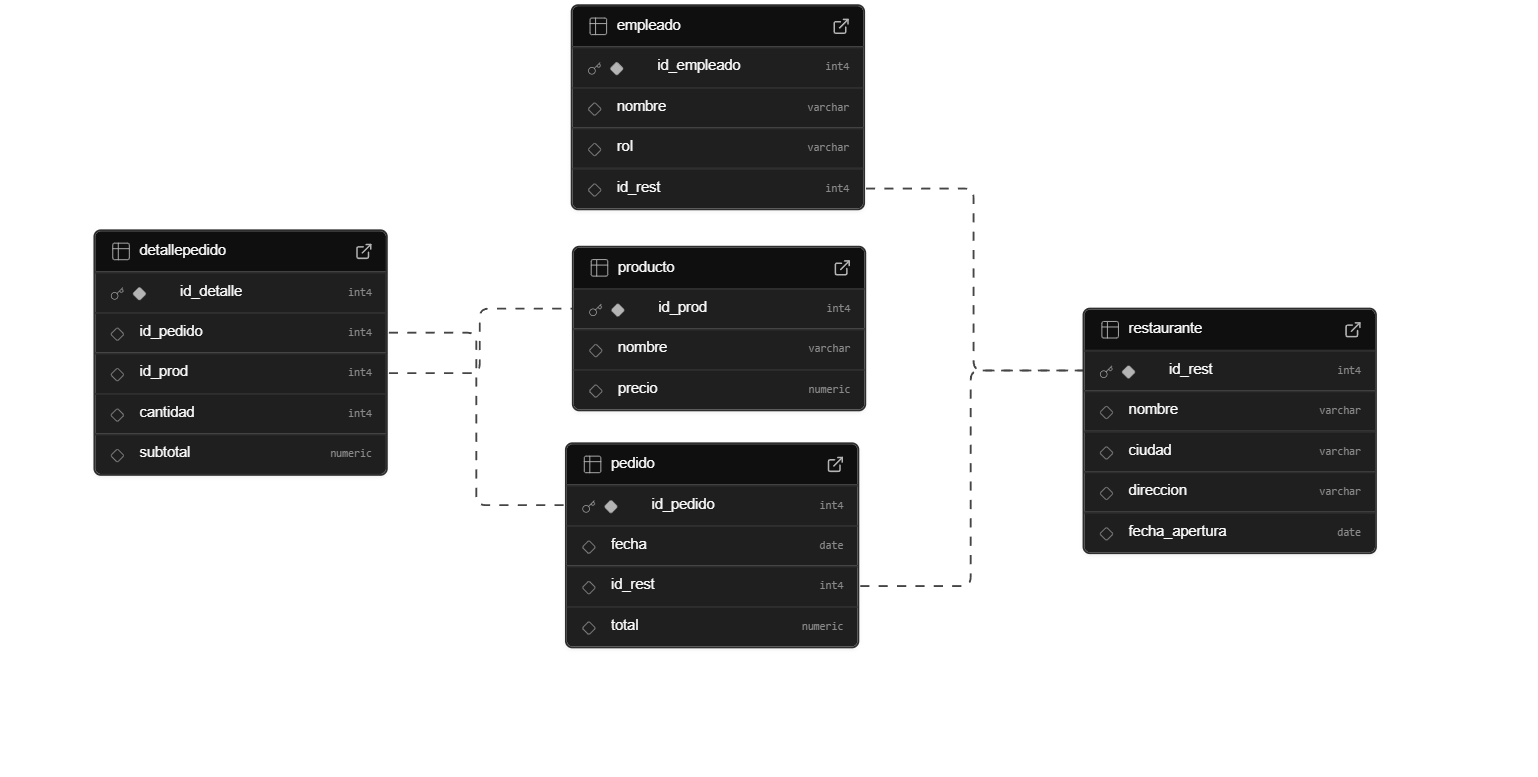 empleado
id_empleado int4
nombre varchar
rol varchar
id_rest int4
detallepedido
id_detalle int4
id_pedido int4
id_prod int4
cantidad int4
subtotal numeric
producto
id_prod int4
nombre varchar
precio numeric
pedido
id_pedido int4
fecha date
id_rest int4
total numeric
restaurante
id_rest int4
nombre varchar
ciudad varchar
direccion varchar
fecha_apertura date